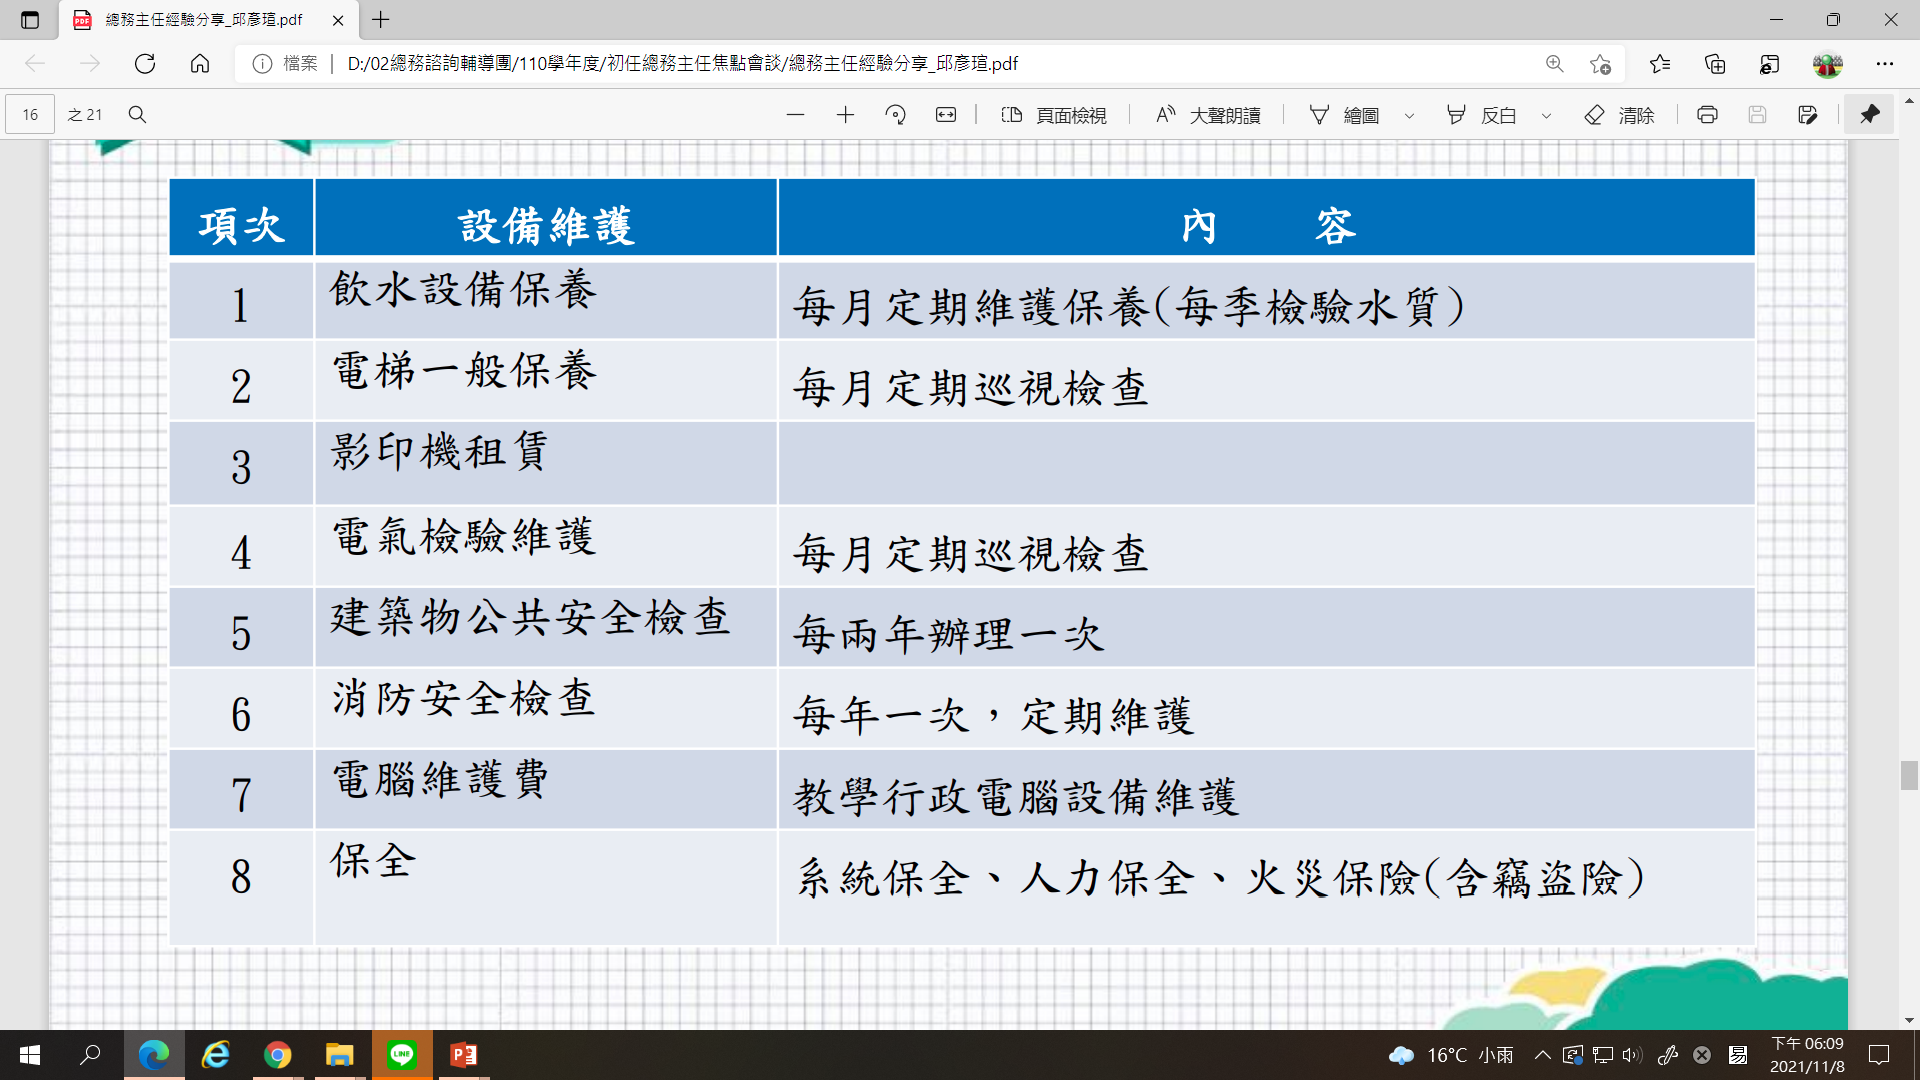 總務主任經驗分享_邱彥瑄.pdf
檔案 D:/02總務諮詢輔導團/110學年度/初任總務主任焦點會談/總務主任經驗分享_邱彥瑄.pdf
16 之 21 頁面檢視 大聲朗讀 繪圖 反白 清除
項次 設備維護 內 容
1 飲水設備保養 每月定期維護保養(每季檢驗水質)
2 電梯一般保養 每月定期巡視檢查
3 影印機租賃
4 電氣檢驗維護 每月定期巡視檢查
5 建築物公共安全檢查 每兩年辦理一次
6 消防安全檢查 每年一次，定期維護
7 電腦維護費 教學行政電腦設備維護
8 保全 系統保全、人力保全、火災保險(含竊盜險)
16°C 小雨 易 下午 06:09
2021/11/8